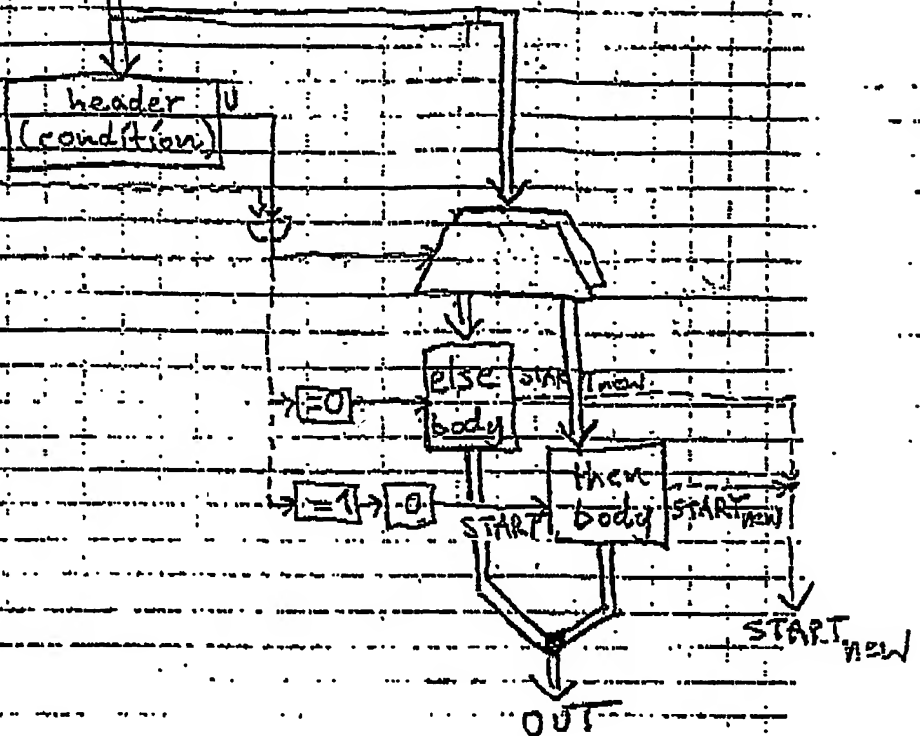 header U
(condition)
else START new
body
=0
then
=1 0 body START new
START
START new
OUT